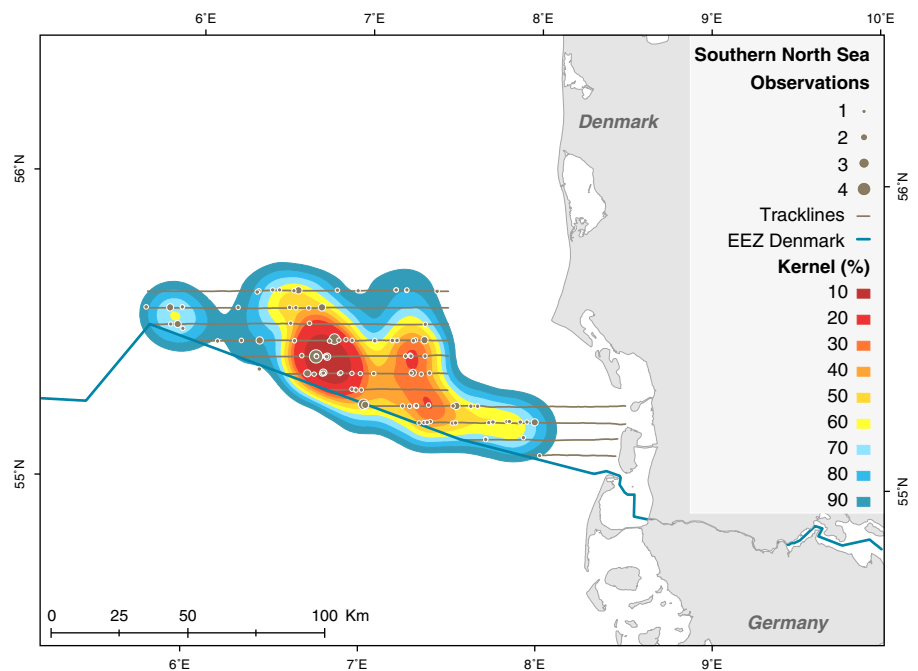 6°E 7°E 8°E 9°E 10°E
Southern North Sea
Observations
1
2
3
4
Tracklines
EEZ Denmark
Kernel (%)
10
20
30
40
50
60
70
80
90
Denmark
56°N
56°N
55°N
55°N
0 25 50 100 Km
Germany
6°E 7°E 8°E 9°E